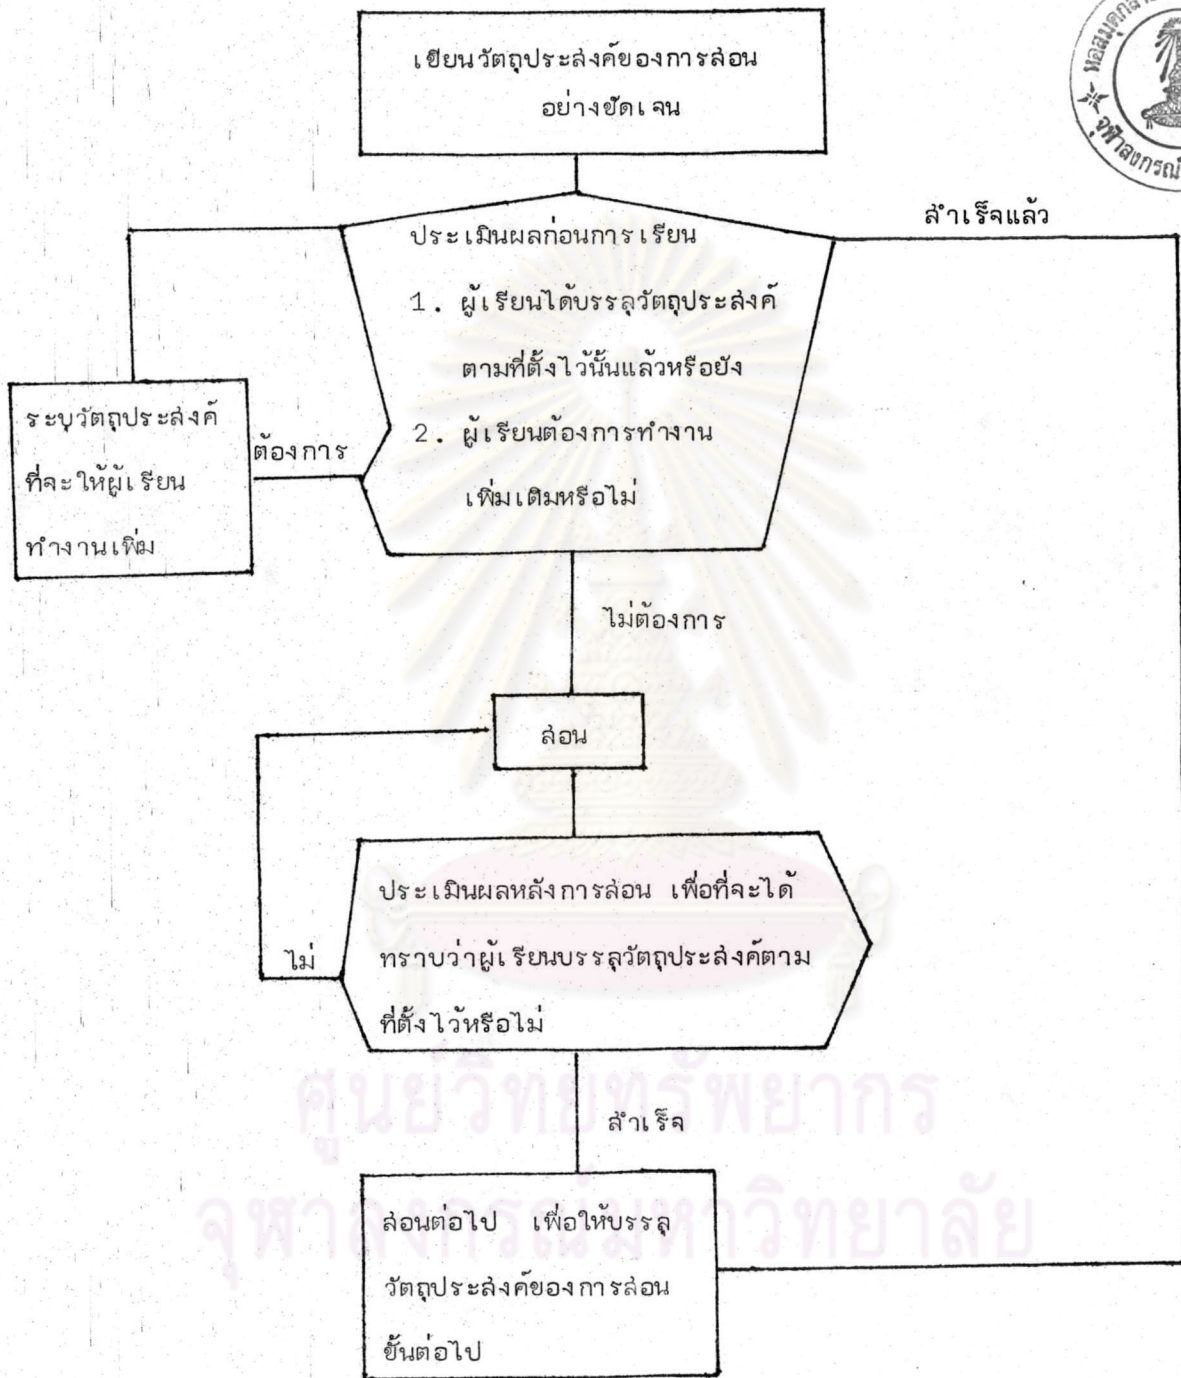 เขียนวัตถุประสงค์ของการสอน
อย่างชัดเจน
สำเร็จแล้ว
ประเมินผลก่อนการเรียน
1. ผู้เรียนได้บรรลุวัตถุประสงค์
ตามที่ตั้งไว้นั้นแล้วหรือยัง
2. ผู้เรียนต้องการทำงาน
เพิ่มเติมหรือไม่
ต้องการ
ระบุวัตถุประสงค์
ที่จะให้ผู้เรียน
ทำงานเพิ่ม
ไม่ต้องการ
สอน
ประเมินผลหลังการสอน เพื่อที่จะได้
ทราบว่าผู้เรียนบรรลุวัตถุประสงค์ตาม
ที่ตั้งไว้หรือไม่
ไม่
สำเร็จ
สอนต่อไป เพื่อให้บรรลุ
วัตถุประสงค์ของการสอน
ขั้นต่อไป
ศูนย์วิทยทรัพยากร
จุฬาลงกรณ์มหาวิทยาลัย